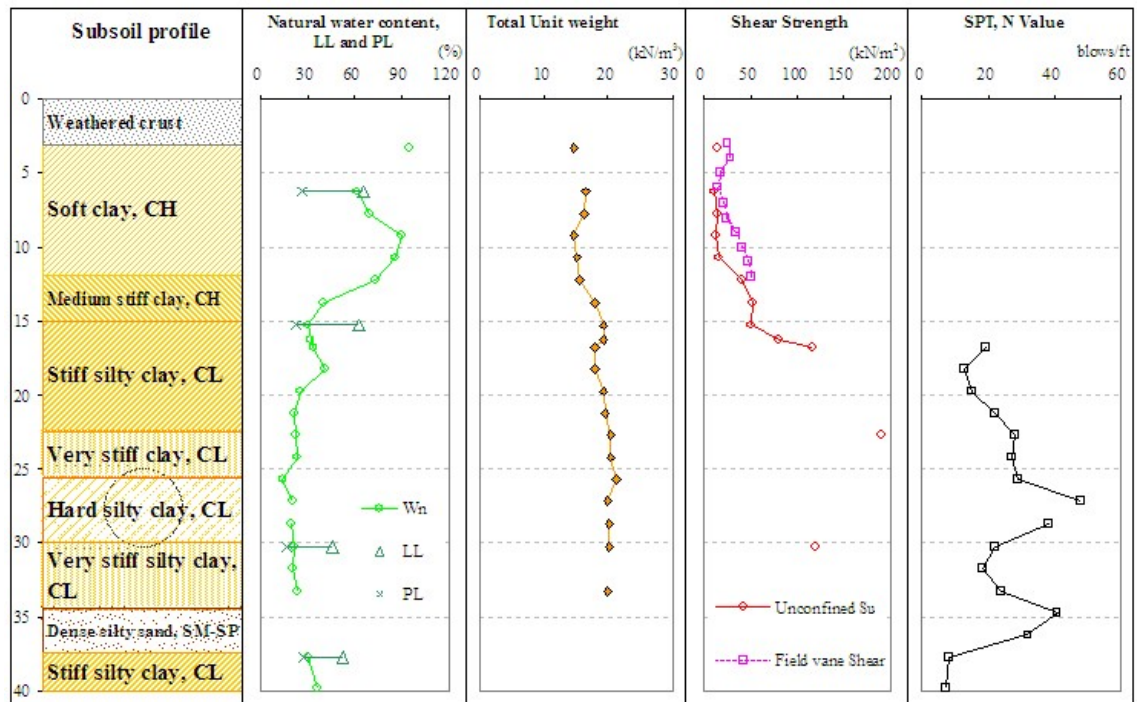 Subsoil profile
Natural water content,
LL and PL
(%)
0 30 60 90 120
Total Unit weight
(kN/m³)
0 10 20 30
Shear Strength
(kN/m²)
0 50 100 150 200
SPT, N Value
blows/ft
0 20 40 60
0
Weathered crust
5
Soft clay, CH
10
Medium stiff clay, CH
15
Stiff silty clay, CL
20
Very stiff clay, CL
25
Hard silty clay, CL
30
Very stiff silty clay,
CL
35
Dense silty sand, SM-SP
Stiff silty clay, CL
40
Wn
LL
PL
Unconfined Su
Field vane Shear